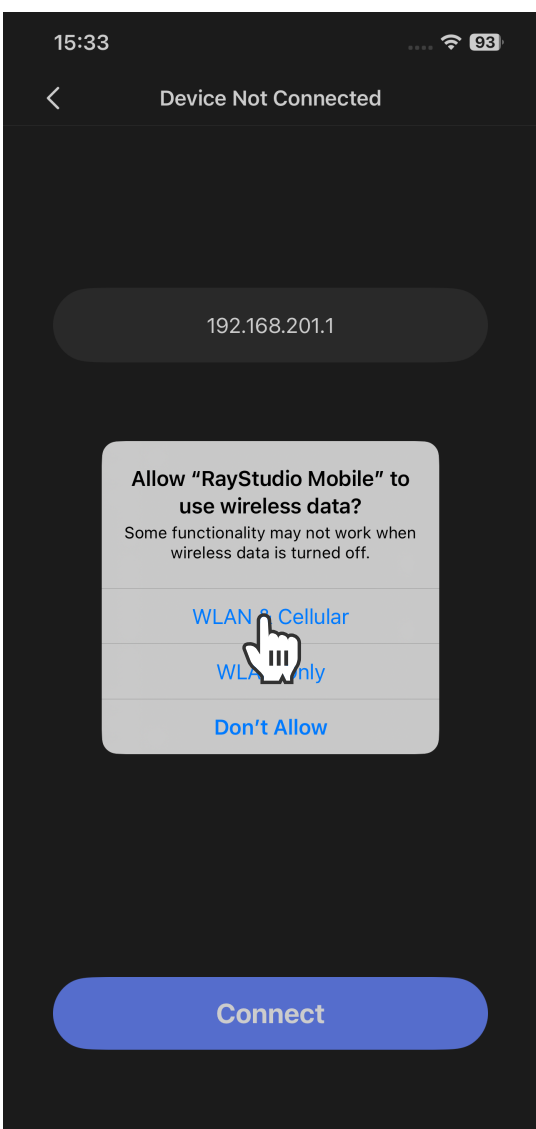 15:33
93
Device Not Connected
192.168.201.1
Allow “RayStudio Mobile” to
use wireless data?
Some functionality may not work when
wireless data is turned off.
WLAN & Cellular
WLAN Only
Don’t Allow
Connect